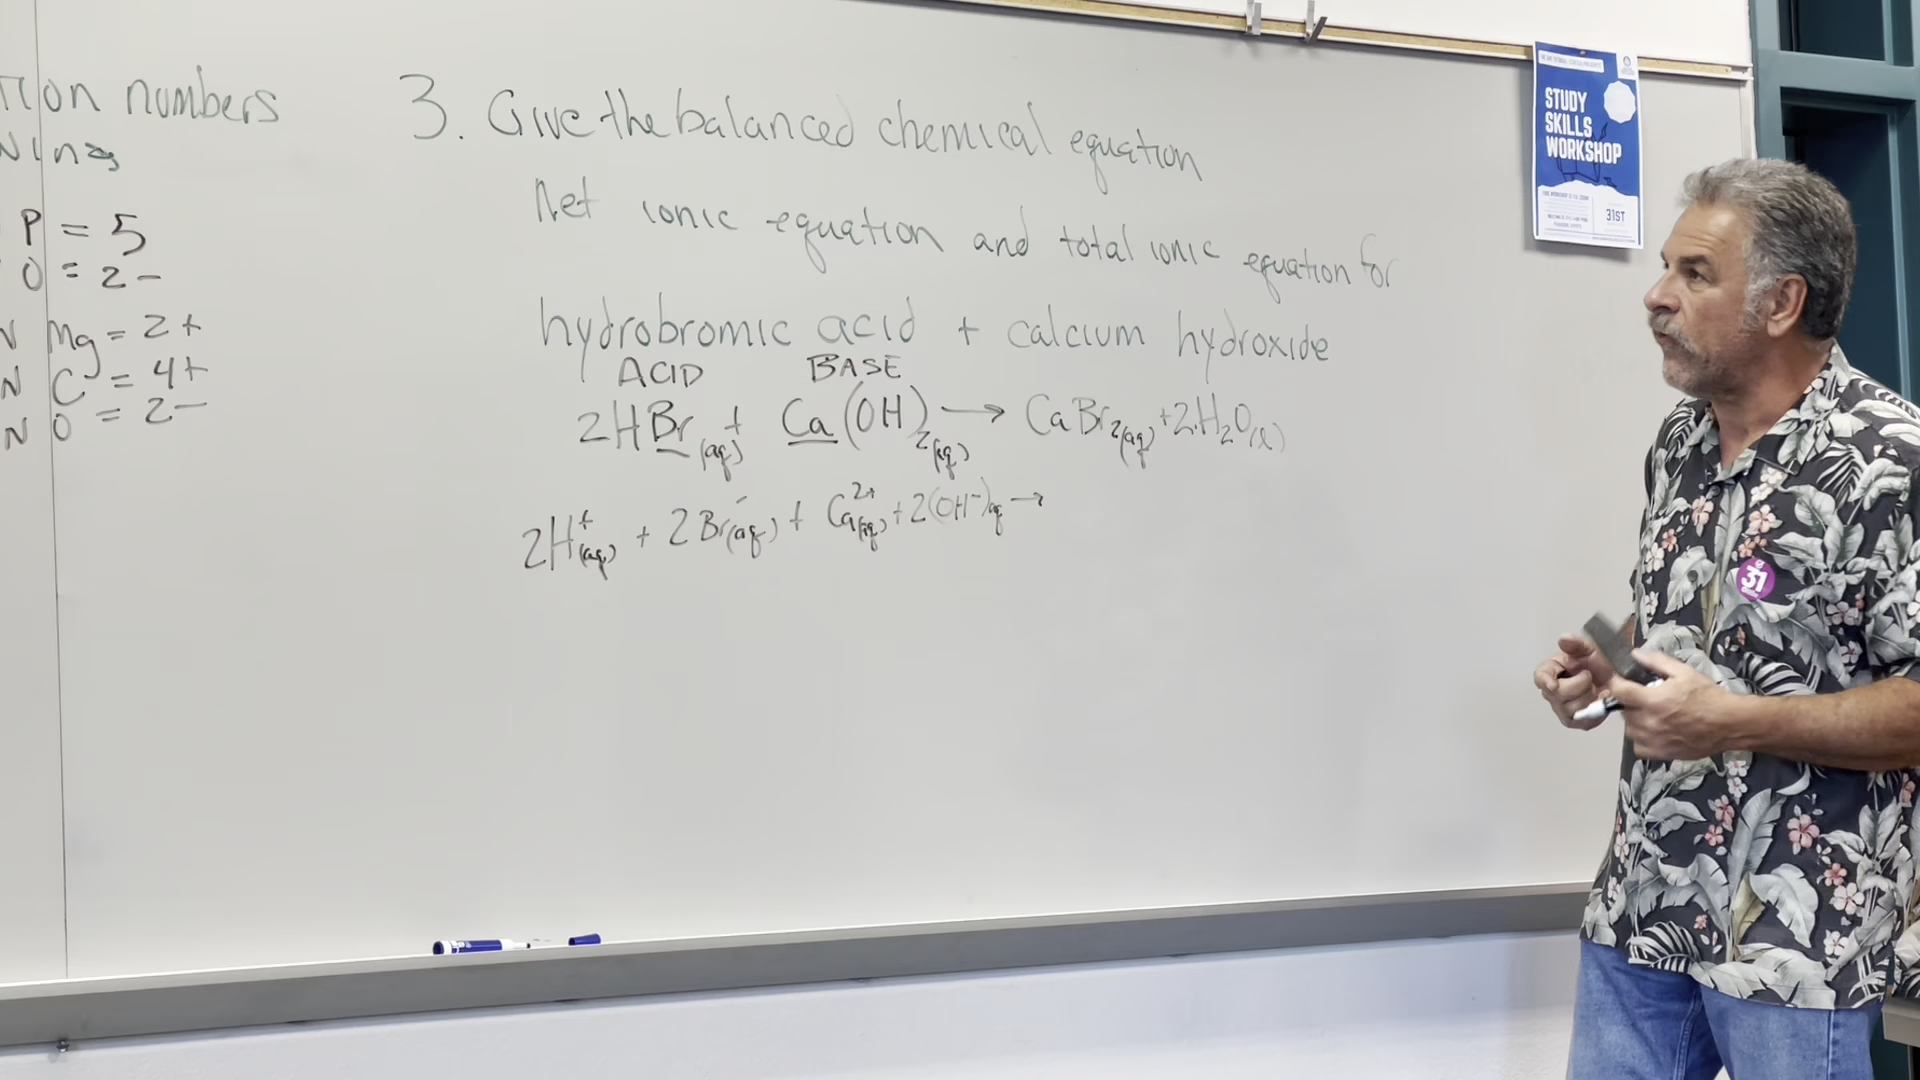 numbers
P = 5
O = 2-
Mg = 2+
N C = 4+
N O = 2-
3. Give the balanced chemical equation
Net ionic equation and total ionic equation for
hydrobromic acid + calcium hydroxide
ACID BASE
2HBr(aq) + Ca(OH)2(aq) → CaBr2(aq) + 2H2O(l)
2H+(aq) + 2Br-(aq) + Ca2+(aq) + 2(OH-)aq →
STUDY
SKILLS
WORKSHOP
31ST
31